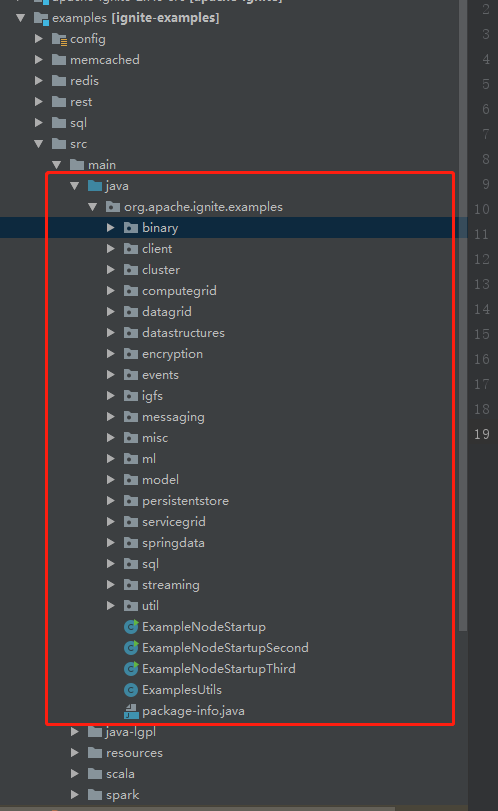 examples [ignite-examples]
config
memcached
redis
rest
sql
src
main
java
org.apache.ignite.examples
binary
client
cluster
computegrid
datagrid
datastructures
encryption
events
igfs
messaging
misc
ml
model
persistentstore
servicegrid
springdata
sql
streaming
util
ExampleNodeStartup
ExampleNodeStartupSecond
ExampleNodeStartupThird
ExamplesUtils
package-info.java
java-lgpl
resources
scala
spark
2
3
4
5
6
7
8
9
10
11
12
13
14
15
16
17
18
19